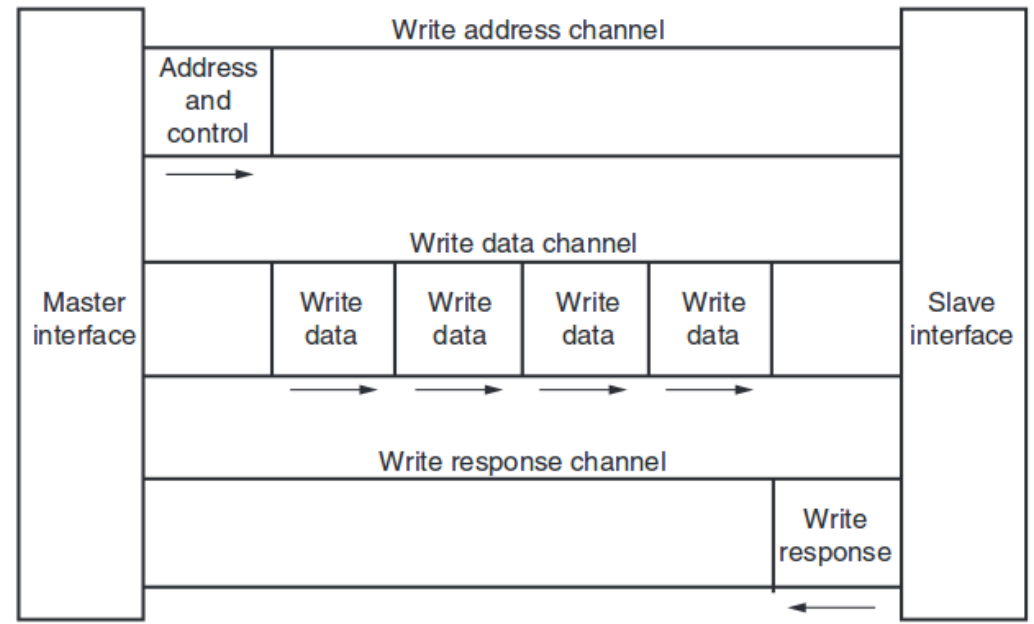 Write address channel
Address
and
control
Write data channel
Master
interface
Write
data
Write
data
Write
data
Write
data
Slave
interface
Write response channel
Write
response